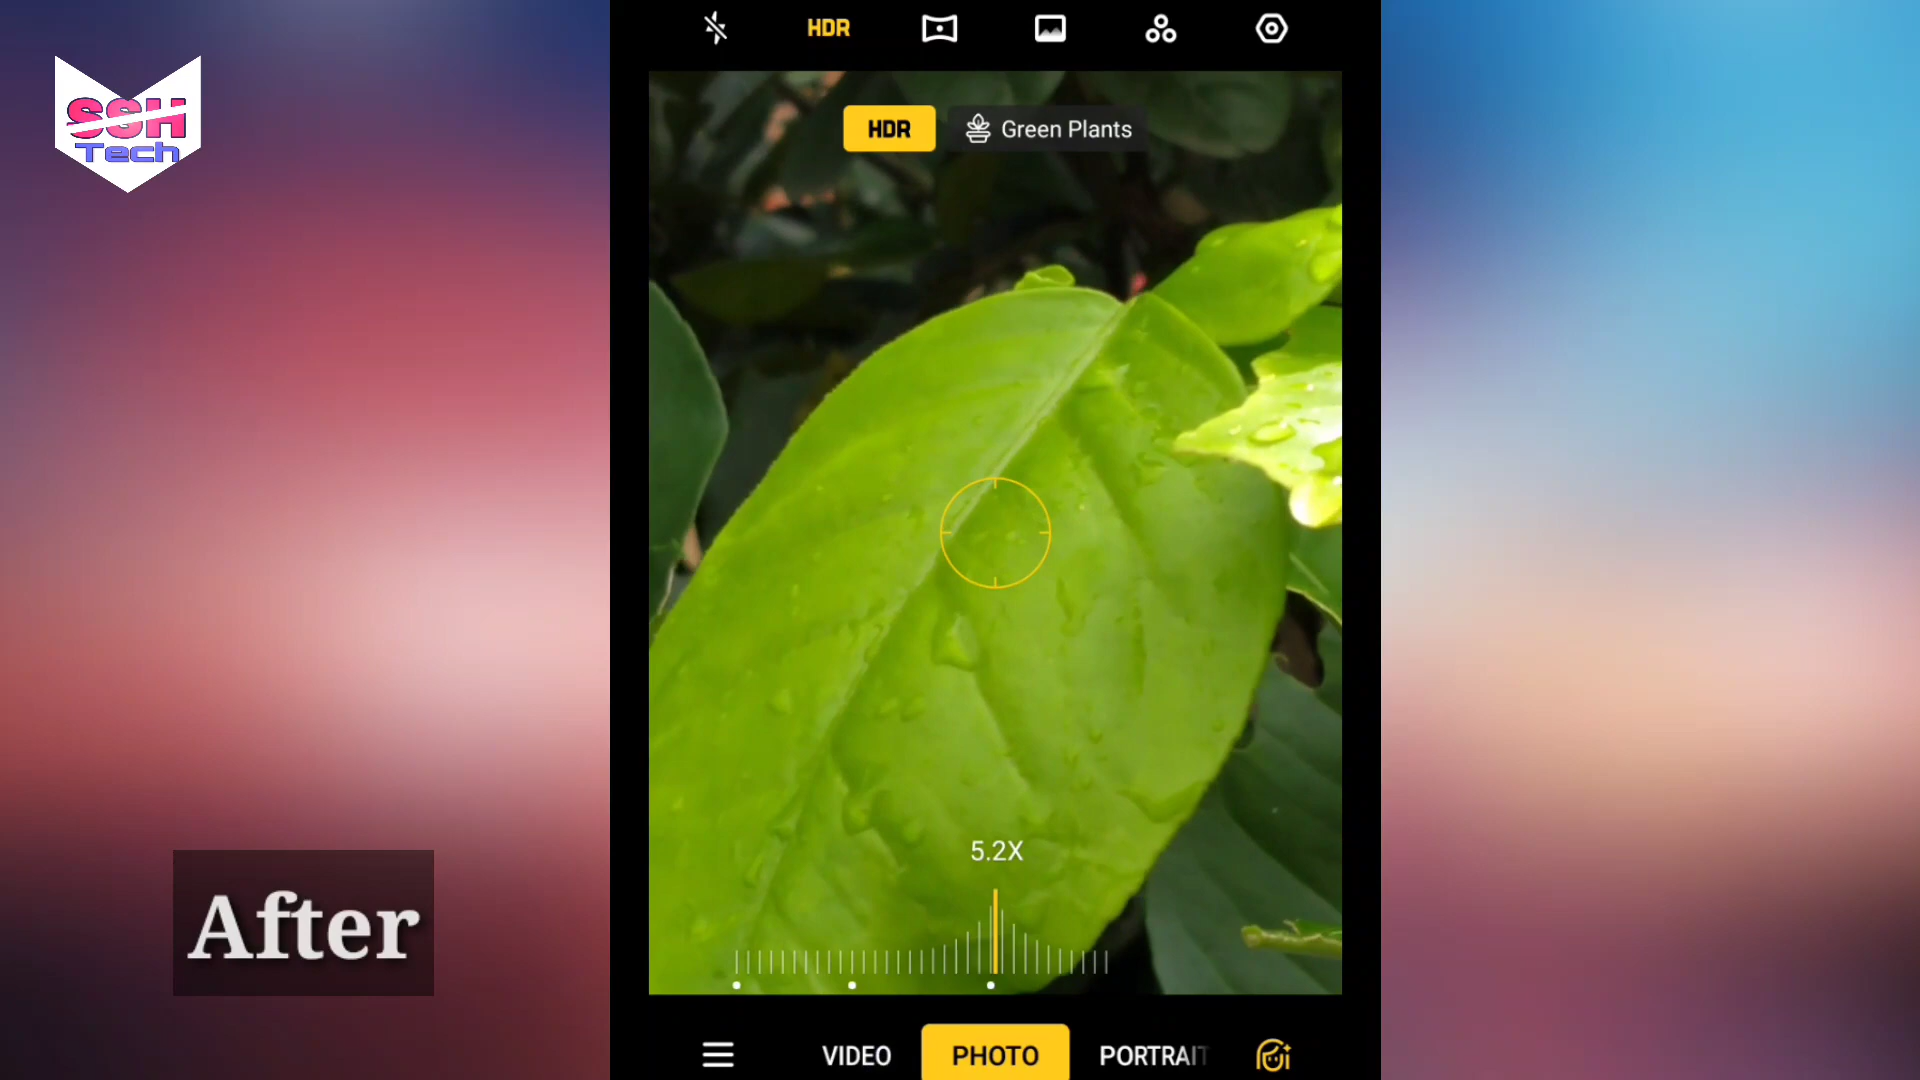 SSH
Tech
HDR
HDR
Green Plants
5.2X
After
VIDEO
PHOTO
PORTRAIT